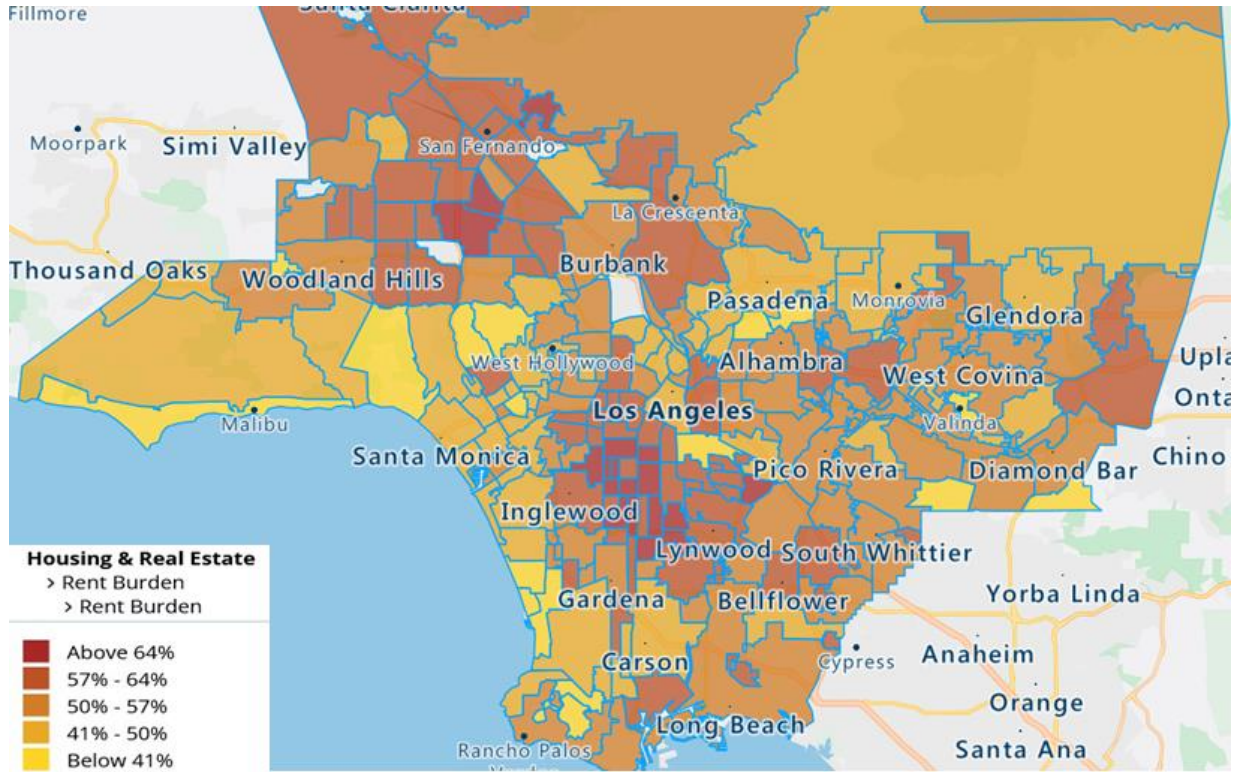 Santa Clarita
Fillmore
Moorpark
Simi Valley
San Fernando
La Crescenta
Thousand Oaks
Woodland Hills
Burbank
Pasadena
Monrovia
Glendora
West Hollywood
Alhambra
West Covina
Upla
Onta
Malibu
Los Angeles
Valinda
Santa Monica
Pico Rivera
Diamond Bar
Chino
Inglewood
Lynwood
South Whittier
Gardena
Bellflower
Yorba Linda
Carson
Cypress
Anaheim
Orange
Long Beach
Santa Ana
Rancho Palos
Housing & Real Estate
> Rent Burden
> Rent Burden
Above 64%
57% - 64%
50% - 57%
41% - 50%
Below 41%